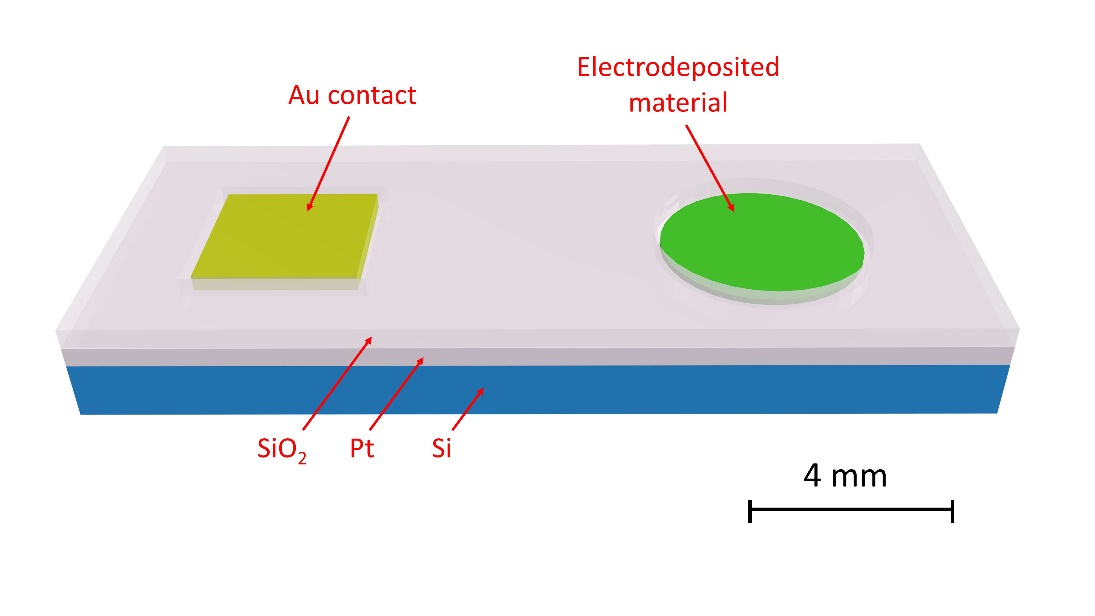 Electrodeposited
material
Au contact
SiO₂
Pt
Si
4 mm